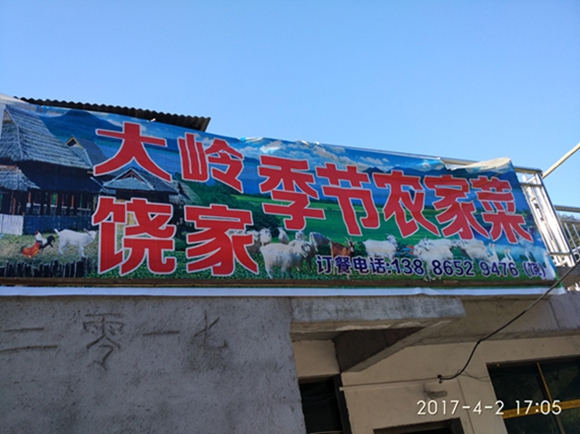 大岭
饶家
季节农家菜
订餐电话:138 8652 9476(饶)
二零一七
2017-4-2 17:05